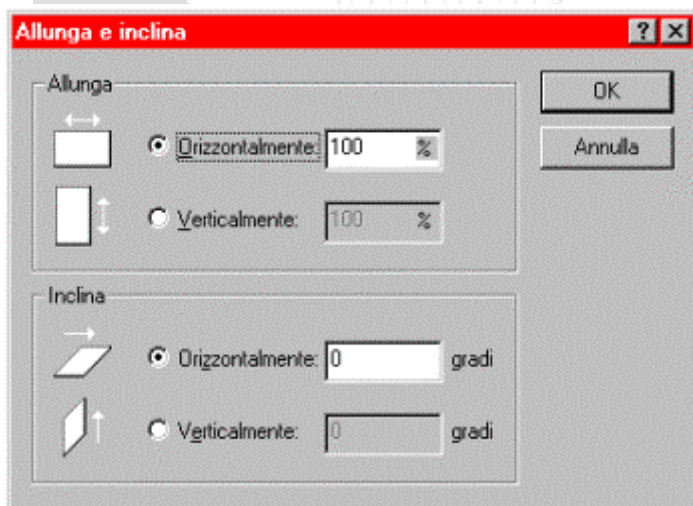 Allunga e inclina
Allunga
Orizzontalmente: 100 %
Verticalmente: 100 %
Inclina
Orizzontalmente: 0 gradi
Verticalmente: 0 gradi
OK
Annulla